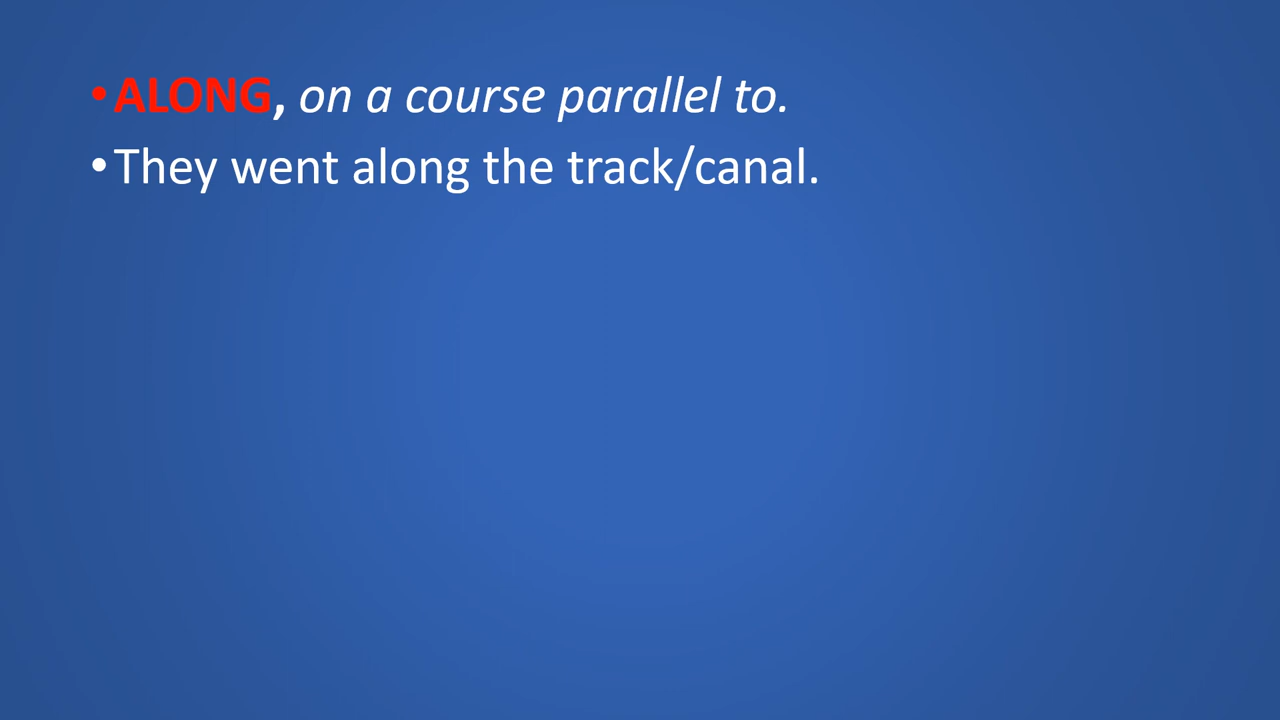 •ALONG, on a course parallel to.
•They went along the track/canal.